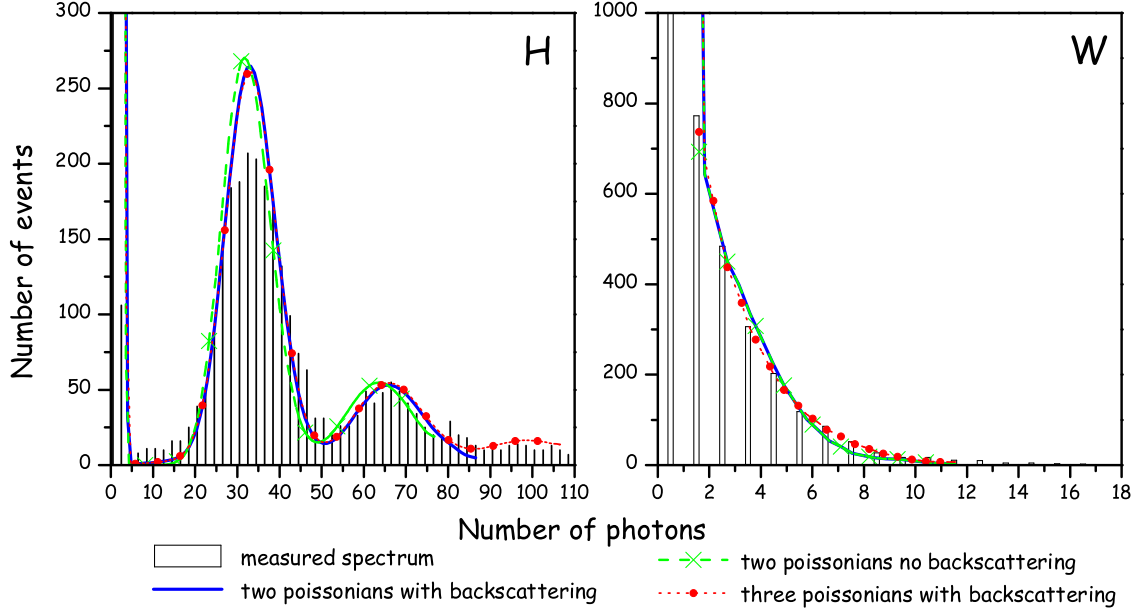 H
W
Number of events
300
250
200
150
100
50
0
0 10 20 30 40 50 60 70 80 90 100 110
1000
800
600
400
200
0
0 2 4 6 8 10 12 14 16 18
Number of photons
measured spectrum
two poissonians with backscattering
two poissonians no backscattering
three poissonians with backscattering